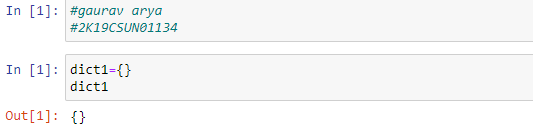 In [1]: #gaurav arya
#2K19CSUN01134
In [1]: dict1={}
dict1
Out[1]: {}